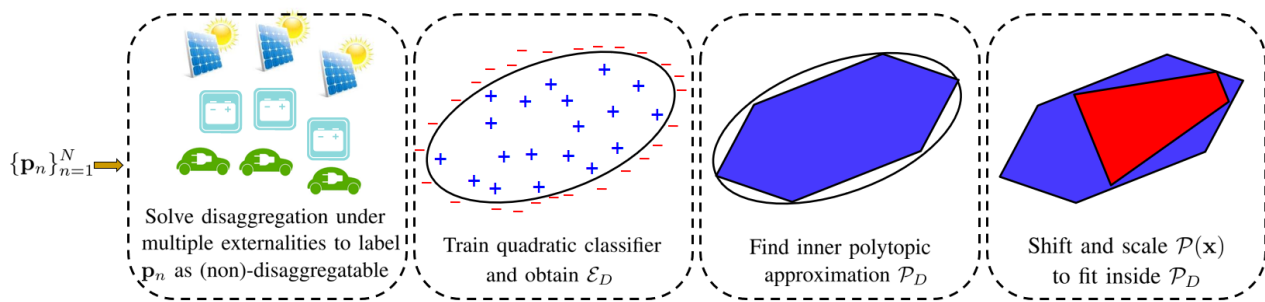 {p_n}_{n=1}^N
Solve disaggregation under
multiple externalities to label
p_n as (non)-disaggregatable
Train quadratic classifier
and obtain ℰ_D
Find inner polytopic
approximation 𝒫_D
Shift and scale 𝒫(x)
to fit inside 𝒫_D